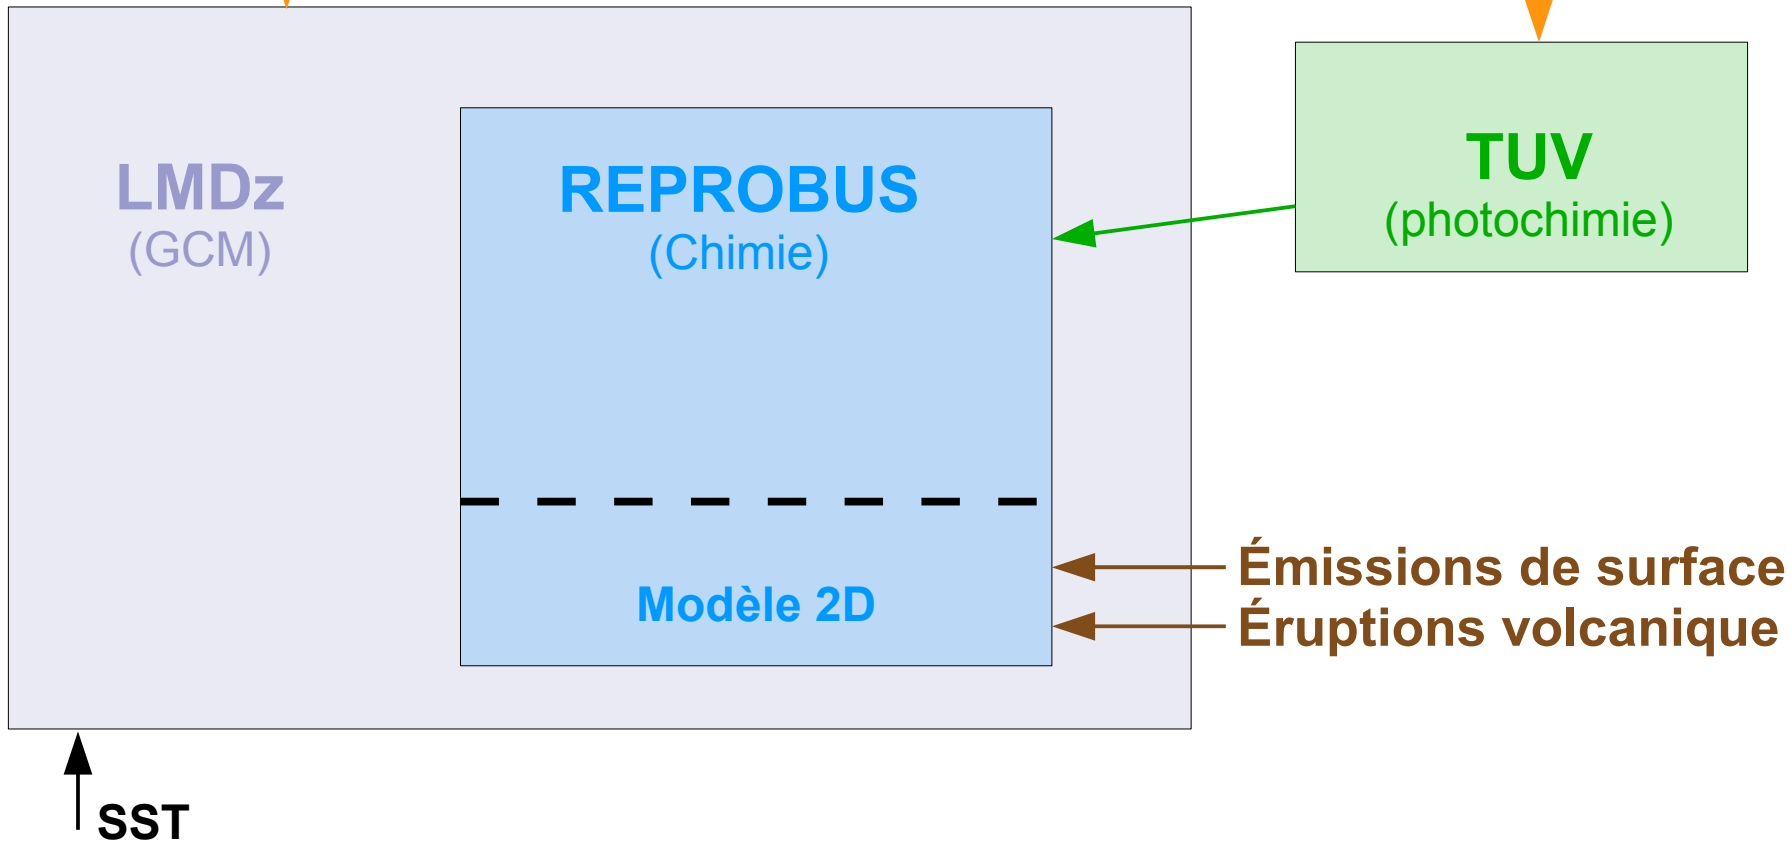 LMDz
(GCM)
REPROBUS
(Chimie)
TUV
(photochimie)
Modèle 2D
Émissions de surface
Éruptions volcanique
SST